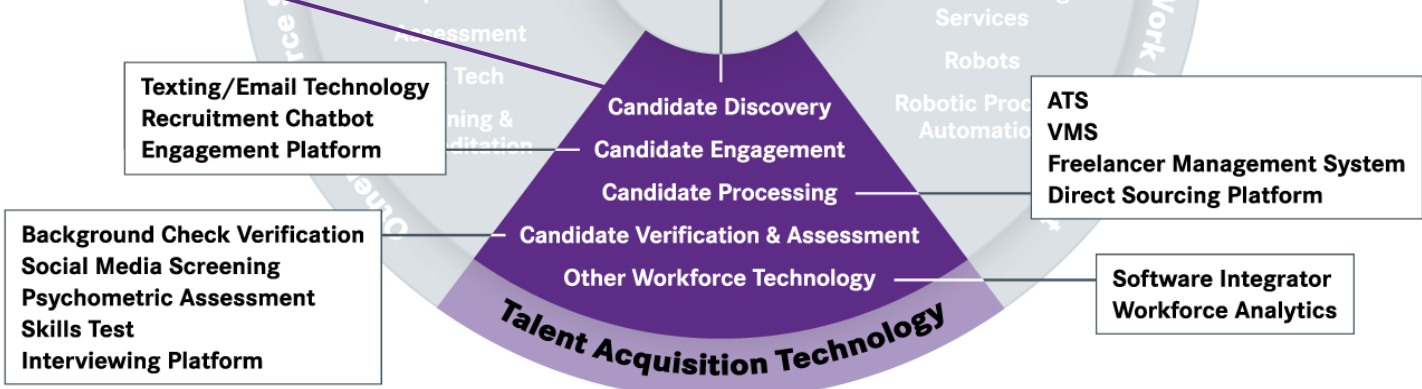 Services
Assessment
Tech
Robots
Candidate Discovery
Candidate Engagement
Candidate Processing
Candidate Verification & Assessment
Other Workforce Technology
Talent Acquisition Technology
Texting/Email Technology
Recruitment Chatbot
Engagement Platform
Background Check Verification
Social Media Screening
Psychometric Assessment
Skills Test
Interviewing Platform
ATS
VMS
Freelancer Management System
Direct Sourcing Platform
Software Integrator
Workforce Analytics